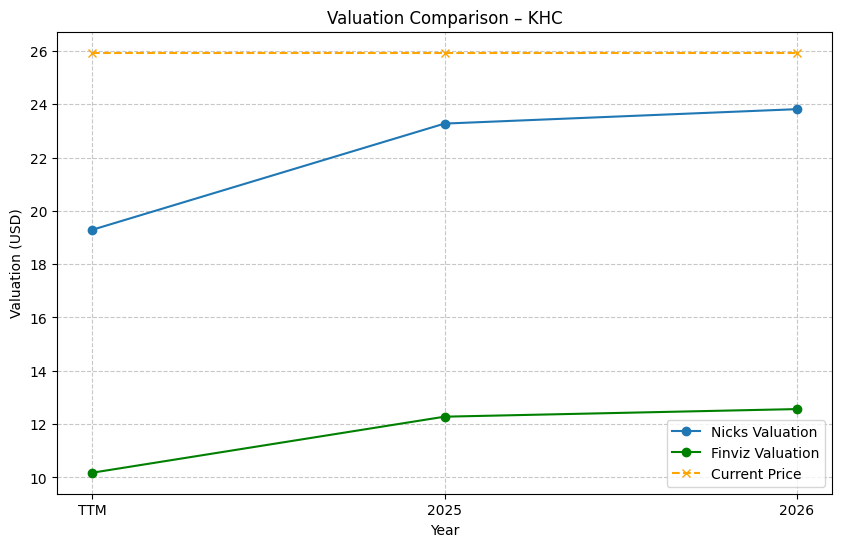 Valuation Comparison – KHC
Valuation (USD)
26
24
22
20
18
16
14
12
10
TTM
2025
2026
Year
Nicks Valuation
Finviz Valuation
Current Price